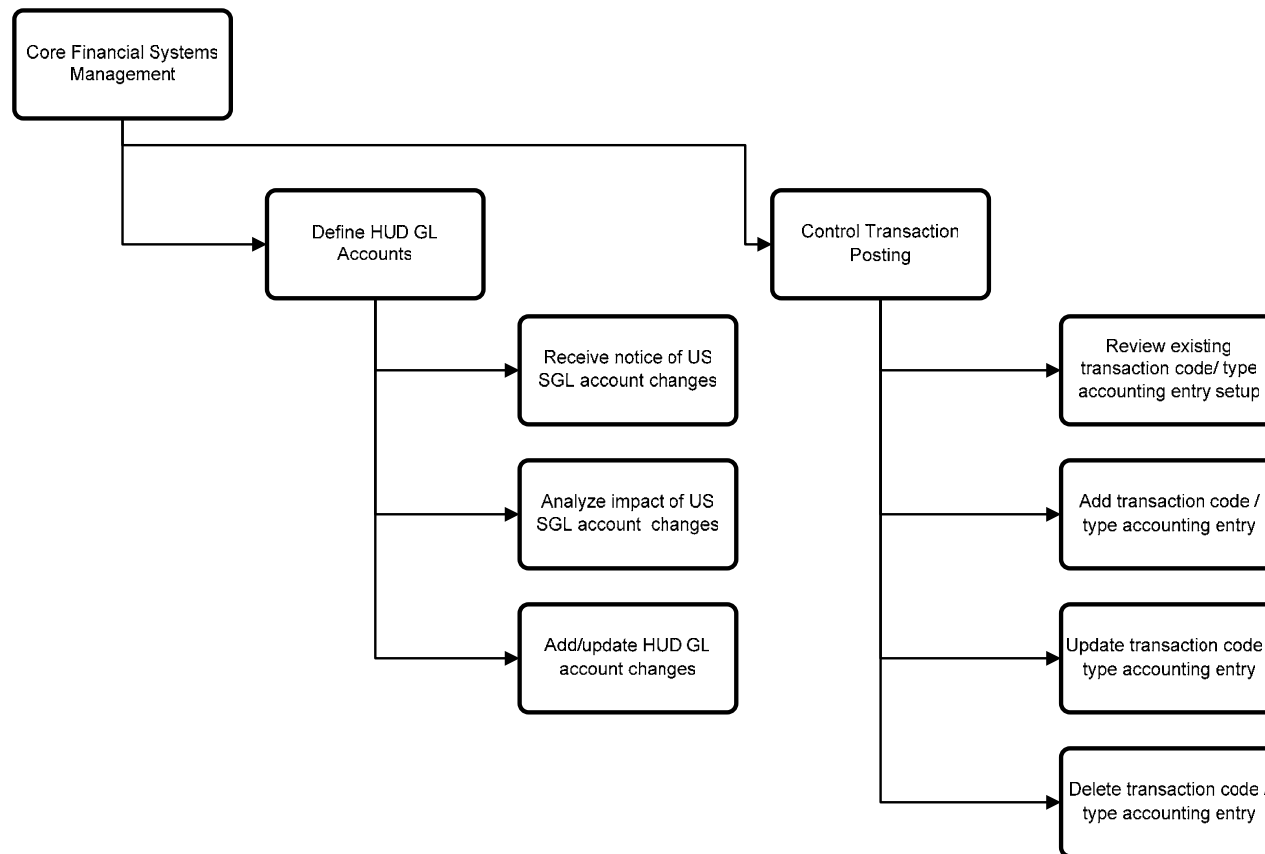 Core Financial Systems
Management
Define HUD GL
Accounts
Control Transaction
Posting
Receive notice of US
SGL account changes
Analyze impact of US
SGL account changes
Add/update HUD GL
account changes
Review existing
transaction code/ type
accounting entry setup
Add transaction code /
type accounting entry
Update transaction code
type accounting entry
Delete transaction code
type accounting entry